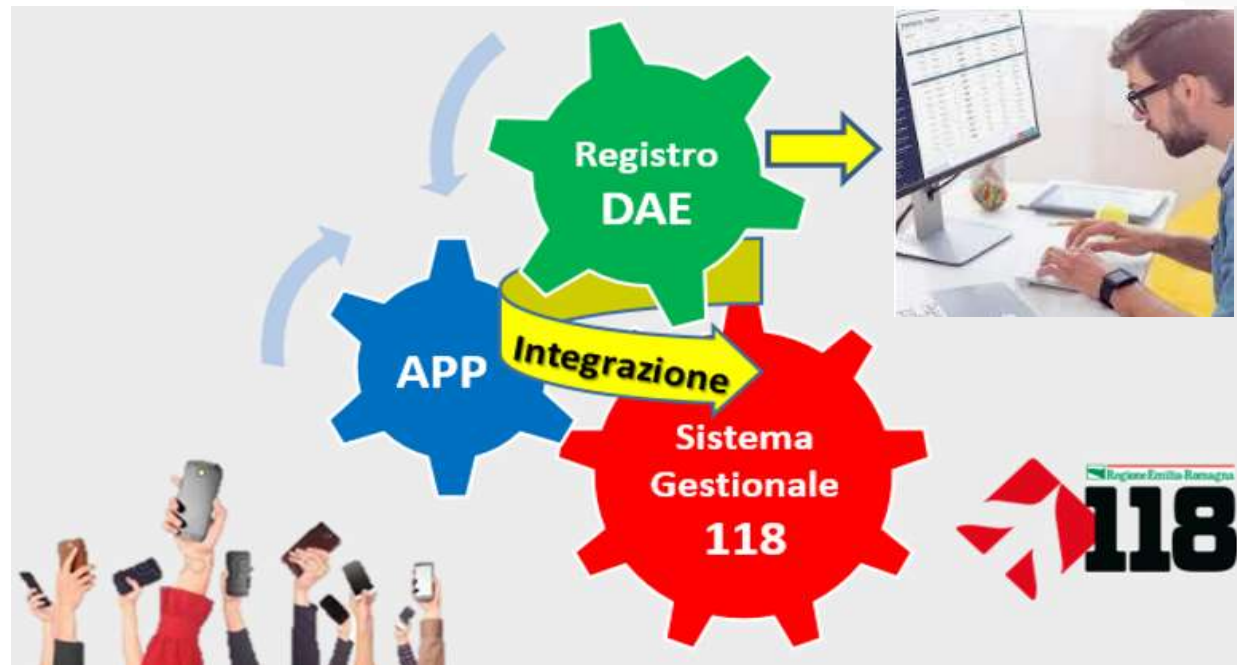 Registro
DAE
APP
Integrazione
Sistema
Gestionale
118
Regione Emilia-Romagna
118